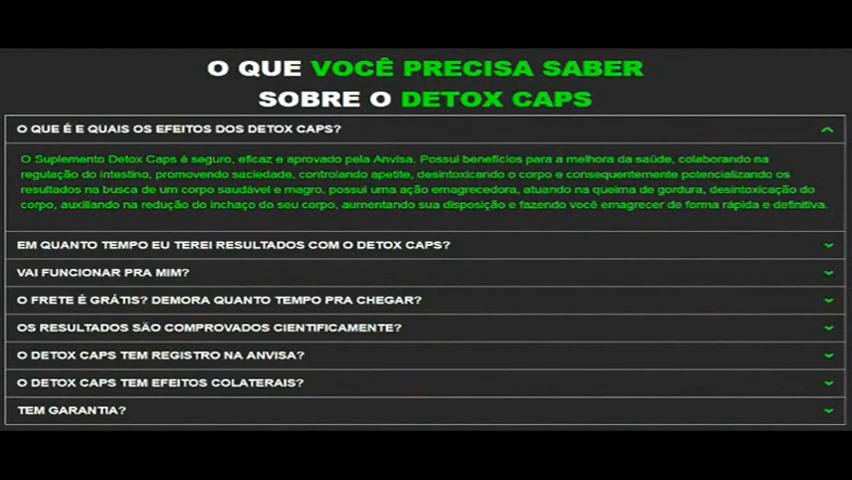 O QUE VOCÊ PRECISA SABER
SOBRE O DETOX CAPS
O QUE É E QUAIS OS EFEITOS DOS DETOX CAPS?
O Suplemento Detox Caps é seguro, eficaz e aprovado pela Anvisa. Possui benefícios para a melhora da saúde, colaborando na
regulação do intestino, promovendo saciedade, controlando apetite, desintoxicando o corpo e consequentemente potencializando os
resultados na busca de um corpo saudável e magro, possui uma ação emagrecedora, atuando na queima de gordura, desintoxicação do
corpo, auxiliando na redução do inchaço do seu corpo, aumentando sua disposição e fazendo você emagrecer de forma rápida e definitiva.
EM QUANTO TEMPO EU TEREI RESULTADOS COM O DETOX CAPS?
VAI FUNCIONAR PRA MIM?
O FRETE É GRÁTIS? DEMORA QUANTO TEMPO PRA CHEGAR?
OS RESULTADOS SÃO COMPROVADOS CIENTIFICAMENTE?
O DETOX CAPS TEM REGISTRO NA ANVISA?
O DETOX CAPS TEM EFEITOS COLATERAIS?
TEM GARANTIA?